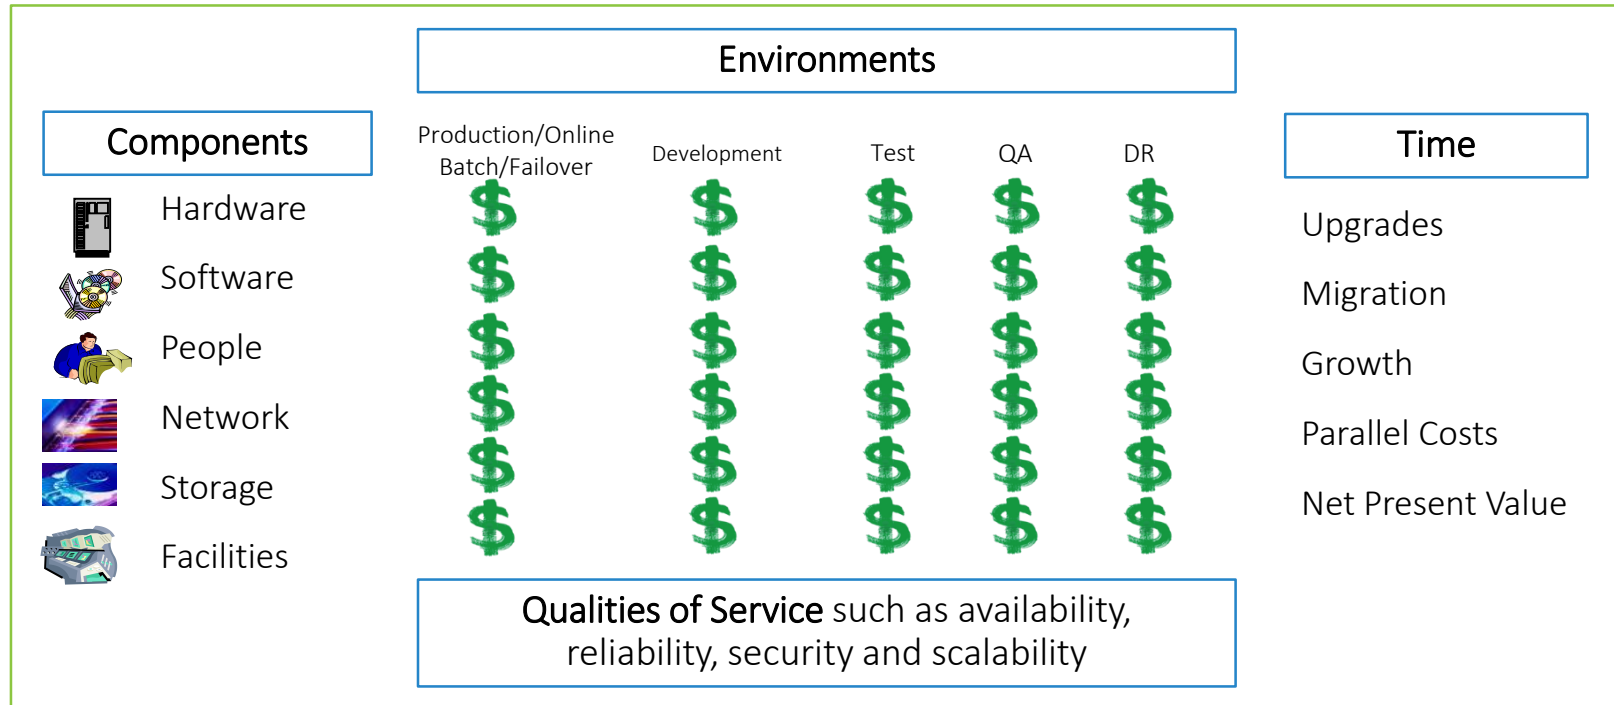 Environments
Components
Production/Online
Batch/Failover
Development
Test
QA
DR
Time
Hardware
Software
People
Network
Storage
Facilities
Upgrades
Migration
Growth
Parallel Costs
Net Present Value
Qualities of Service such as availability,
reliability, security and scalability